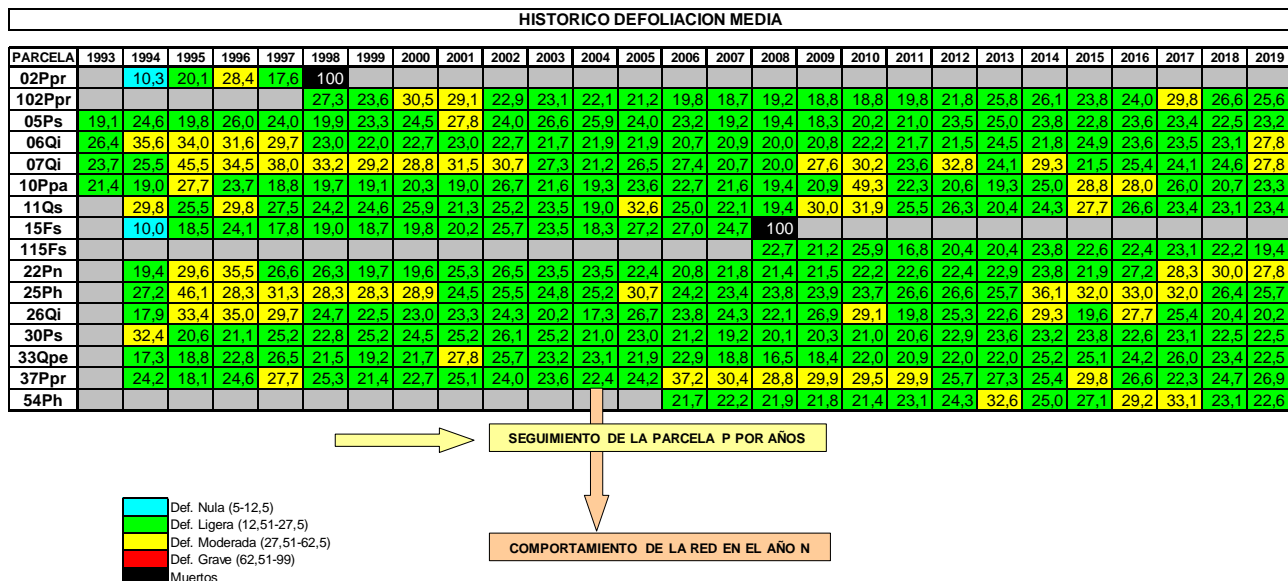 HISTORICO DEFOLIACION MEDIA
PARCELA 1993 1994 1995 1996 1997 1998 1999 2000 2001 2002 2003 2004 2005 2006 2007 2008 2009 2010 2011 2012 2013 2014 2015 2016 2017 2018 2019
02Ppr 10,3 20,1 28,4 17,6 100
102Ppr 27,3 23,6 30,5 29,1 22,9 23,1 22,1 21,2 19,8 18,7 19,2 18,8 18,8 19,8 21,8 25,8 26,1 23,8 24,0 29,8 26,6 25,6
05Ps 19,1 24,6 19,8 26,0 24,0 19,9 23,3 24,5 27,8 24,0 26,6 25,9 24,0 23,2 19,2 19,4 18,3 20,2 21,0 23,5 25,0 23,8 22,8 23,6 23,4 22,5 23,2
06Qi 26,4 35,6 34,0 31,6 29,7 23,0 22,0 22,7 23,0 22,7 21,7 21,9 21,9 20,7 20,9 20,0 20,8 22,2 21,7 21,5 24,5 21,8 24,9 23,6 23,5 23,1 27,8
07Qi 23,7 25,5 45,5 34,5 38,0 33,2 29,2 28,8 31,5 30,7 27,3 21,2 26,5 27,4 20,7 20,0 27,6 30,2 23,6 32,8 24,1 29,3 21,5 25,4 24,1 24,6 27,8
10Ppa 21,4 19,0 27,7 23,7 18,8 19,7 19,1 20,3 19,0 26,7 21,6 19,3 23,6 22,7 21,6 19,4 20,9 49,3 22,3 20,6 19,3 25,0 28,8 28,0 26,0 20,7 23,3
11Qs 29,8 25,5 29,8 27,5 24,2 24,6 25,9 21,3 25,2 23,5 19,0 32,6 25,0 22,1 19,4 30,0 31,9 25,5 26,3 20,4 24,3 27,7 26,6 23,4 23,1 23,4
15Fs 10,0 18,5 24,1 17,8 19,0 18,7 19,8 20,2 25,7 23,5 18,3 27,2 27,0 24,7 100
115Fs 22,7 21,2 25,9 16,8 20,4 20,4 23,8 22,6 22,4 23,1 22,2 19,4
22Pn 19,4 29,6 35,5 26,6 26,3 19,7 19,6 25,3 26,5 23,5 23,5 22,4 20,8 21,8 21,4 21,5 22,2 22,6 22,4 22,9 23,8 21,9 27,2 28,3 30,0 27,8
25Ph 27,2 46,1 28,3 31,3 28,3 28,3 28,9 24,5 25,5 24,8 25,2 30,7 24,2 23,4 23,8 23,9 23,7 26,6 26,6 25,7 36,1 32,0 33,0 32,0 26,4 25,7
26Qi 17,9 33,4 35,0 29,7 24,7 22,5 23,0 23,3 24,3 20,2 17,3 26,7 23,8 24,3 22,1 26,9 29,1 19,8 25,3 22,6 29,3 19,6 27,7 25,4 20,4 20,2
30Ps 32,4 20,6 21,1 25,2 22,8 25,2 24,5 25,2 26,1 25,2 21,0 23,0 21,2 19,2 20,1 20,3 21,0 20,6 22,9 23,6 23,2 23,8 22,6 23,1 22,5 22,5
33Qpe 17,3 18,8 22,8 26,5 21,5 19,2 21,7 27,8 25,7 23,2 23,1 21,9 22,9 18,8 16,5 18,4 22,0 20,9 22,0 22,0 25,2 25,1 24,2 26,0 23,4 22,5
37Ppr 24,2 18,1 24,6 27,7 25,3 21,4 22,7 25,1 24,0 23,6 22,4 24,2 37,2 30,4 28,8 29,9 29,5 29,9 25,7 27,3 25,4 29,8 26,6 22,3 24,7 26,9
54Ph 21,7 22,2 21,9 21,8 21,4 23,1 24,3 32,6 25,0 27,1 29,2 33,1 23,1 22,6
SEGUIMIENTO DE LA PARCELA P POR AÑOS
Def. Nula (5-12,5)
Def. Ligera (12,51-27,5)
Def. Moderada (27,51-62,5)
Def. Grave (62,51-99)
Muertos
COMPORTAMIENTO DE LA RED EN EL AÑO N